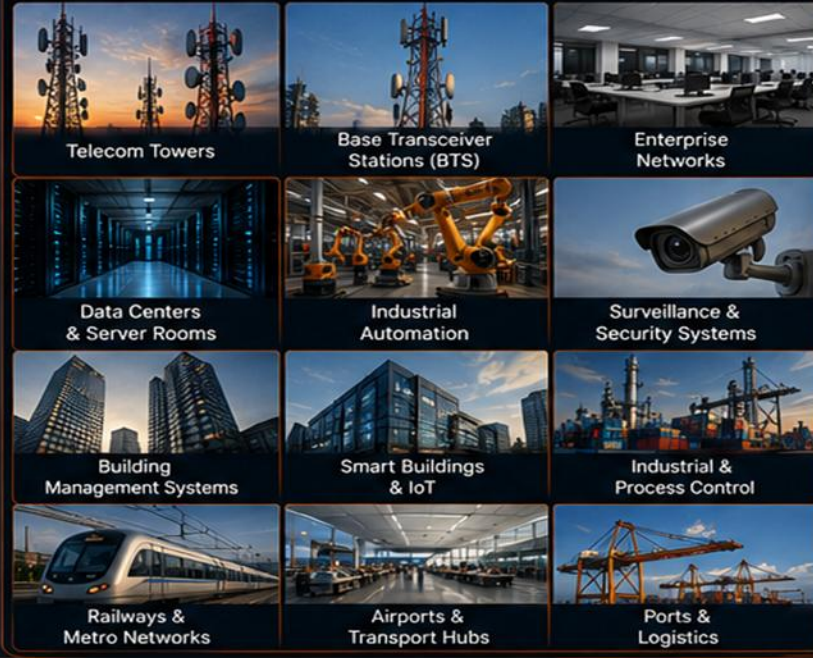 Telecom Towers
Base Transceiver
Stations (BTS)
Enterprise
Networks
Data Centers
& Server Rooms
Industrial
Automation
Surveillance &
Security Systems
Building
Management Systems
Smart Buildings
& IoT
Industrial &
Process Control
Railways &
Metro Networks
Airports &
Transport Hubs
Ports &
Logistics